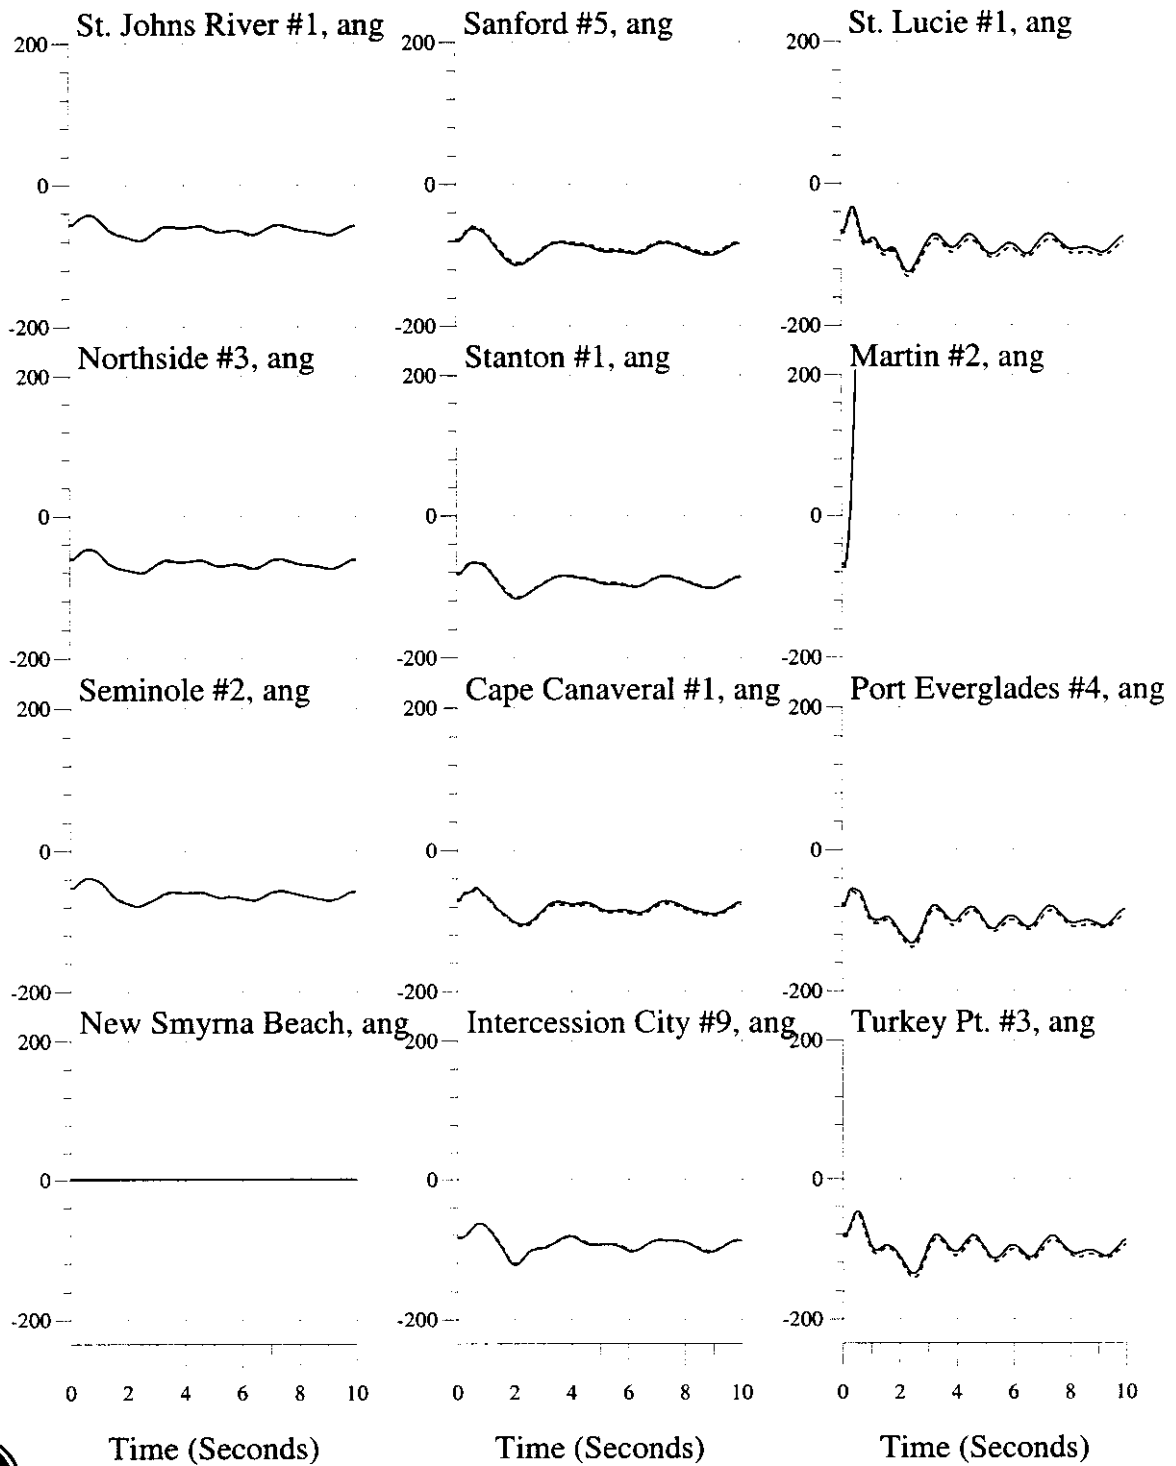 St. Johns River #1, ang
200
0
-200
Sanford #5, ang
200
0
-200
St. Lucie #1, ang
200
0
-200
Northside #3, ang
200
0
-200
Stanton #1, ang
200
0
-200
Martin #2, ang
200
0
-200
Seminole #2, ang
200
0
-200
Cape Canaveral #1, ang
200
0
-200
Port Everglades #4, ang
200
0
-200
New Smyrna Beach, ang
200
0
-200
0 2 4 6 8 10
Time (Seconds)
Intercession City #9, ang
200
0
-200
0 2 4 6 8 10
Time (Seconds)
Turkey Pt. #3, ang
200
0
-200
0 2 4 6 8 10
Time (Seconds)